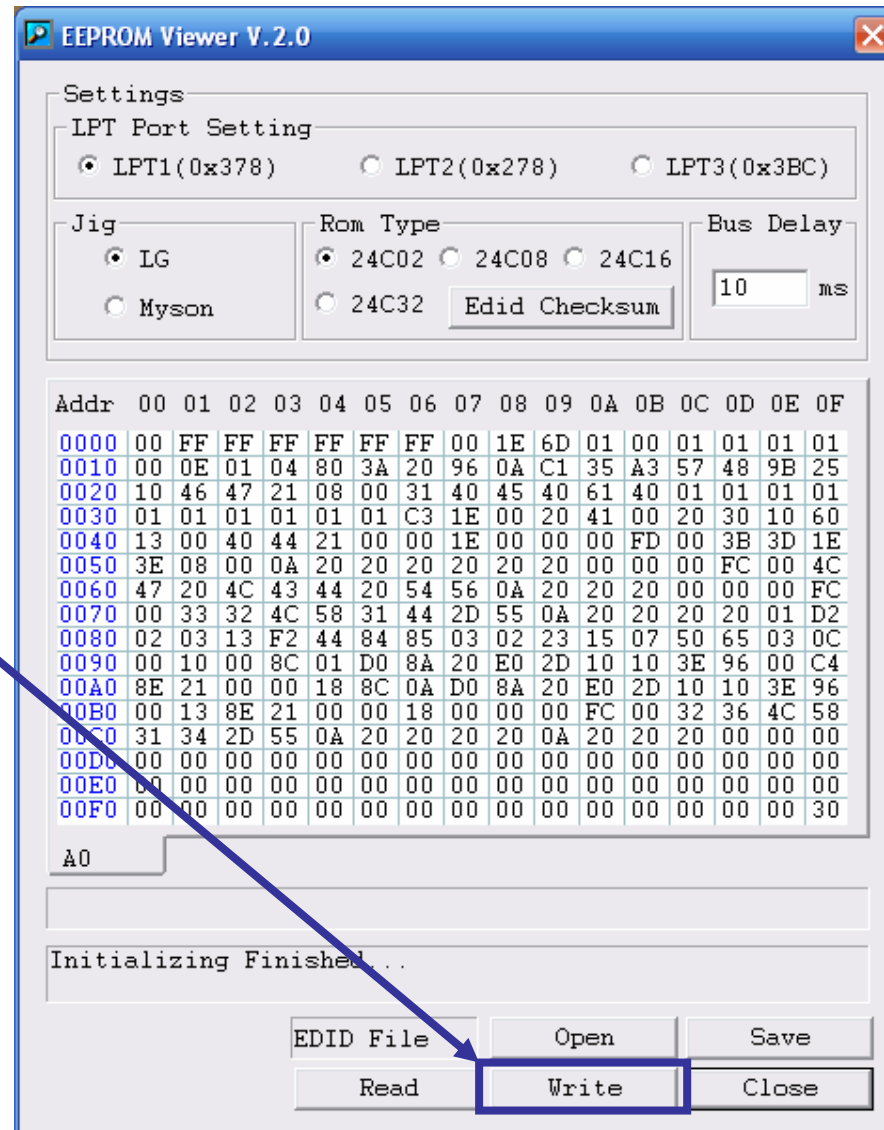 EEPROM Viewer V.2.0
Settings
LPT Port Setting
LPT1(0x378) LPT2(0x278) LPT3(0x3BC)
Jig Rom Type Bus Delay
LG 24C02 24C08 24C16
10 ms
Myson 24C32 Edid Checksum
Addr 00 01 02 03 04 05 06 07 08 09 0A 0B 0C 0D 0E 0F
0000 00 FF FF FF FF FF FF 00 1E 6D 01 00 01 01 01 01
0010 00 0E 01 04 80 3A 20 96 0A C1 35 A3 57 48 9B 25
0020 10 46 47 21 08 00 31 40 45 40 61 40 01 01 01 01
0030 01 01 01 01 01 01 C3 1E 00 20 41 00 20 30 10 60
0040 13 00 40 44 21 00 00 1E 00 00 00 FD 00 3B 3D 1E
0050 3E 08 00 0A 20 20 20 20 20 20 00 00 00 FC 00 4C
0060 47 20 4C 43 44 20 54 56 0A 20 20 20 00 00 00 FC
0070 00 33 32 4C 58 31 44 2D 55 0A 20 20 20 20 01 D2
0080 02 03 13 F2 44 84 85 03 02 23 15 07 50 65 03 0C
0090 00 10 00 8C 01 D0 8A 20 E0 2D 10 10 3E 96 00 C4
00A0 8E 21 00 00 18 8C 0A D0 8A 20 E0 2D 10 10 3E 96
00B0 00 13 8E 21 00 00 18 00 00 00 FC 00 32 36 4C 58
00C0 31 34 2D 55 0A 20 20 20 20 0A 20 20 20 00 00 00
00D0 00 00 00 00 00 00 00 00 00 00 00 00 00 00 00 00
00E0 00 00 00 00 00 00 00 00 00 00 00 00 00 00 00 00
00F0 00 00 00 00 00 00 00 00 00 00 00 00 00 00 00 30
A0
Initializing Finished...
EDID File Open Save
Read Write Close